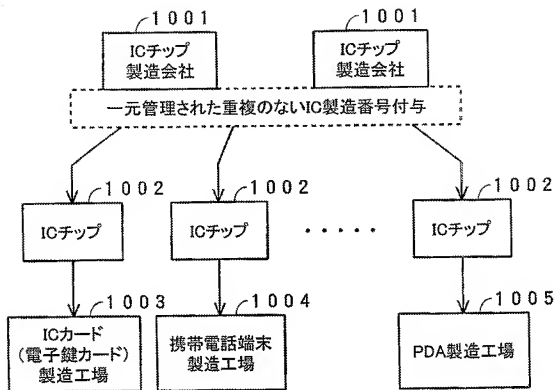 1001
1001
ICチップ
製造会社
ICチップ
製造会社
一元管理された重複のないIC製造番号付与
1002
1002
1002
ICチップ
ICチップ
・・・・・
ICチップ
1003
1004
1005
ICカード
(電子鍵カード)
製造工場
携帯電話端末
製造工場
PDA製造工場